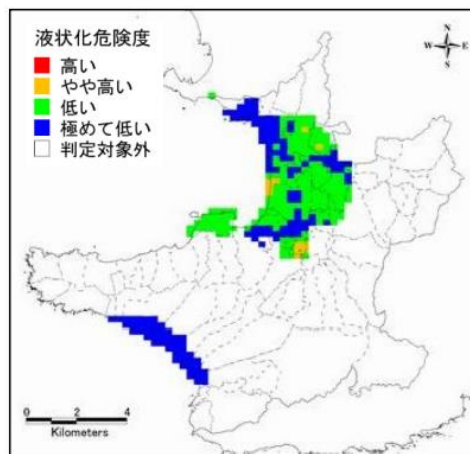 液状化危険度
高い
やや高い
低い
極めて低い
判定対象外
N
W E
S
0 2 4
Kilometers